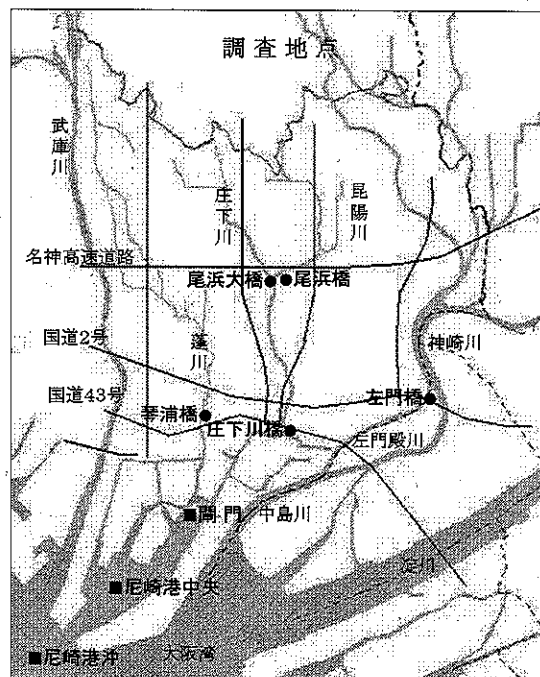 調査地点
武庫川
庄下川
昆陽川
名神高速道路
尾浜大橋
尾浜橋
国道2号
蓬川
神崎川
国道43号
琴浦橋
左門橋
庄下川橋
左門殿川
閘門
中島川
淀川
尼崎港中央
尼崎港沖
大阪湾